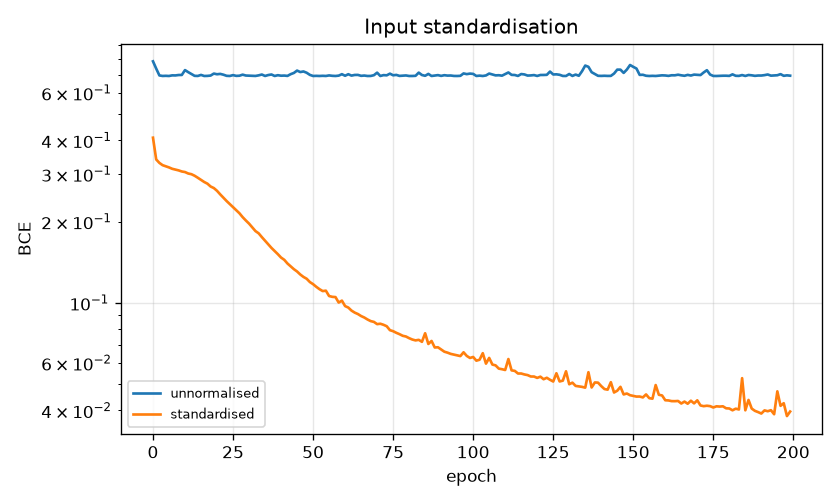 Input standardisation
6 × 10⁻¹
4 × 10⁻¹
3 × 10⁻¹
2 × 10⁻¹
10⁻¹
6 × 10⁻²
4 × 10⁻²
BCE
unnormalised
standardised
0 25 50 75 100 125 150 175 200
epoch